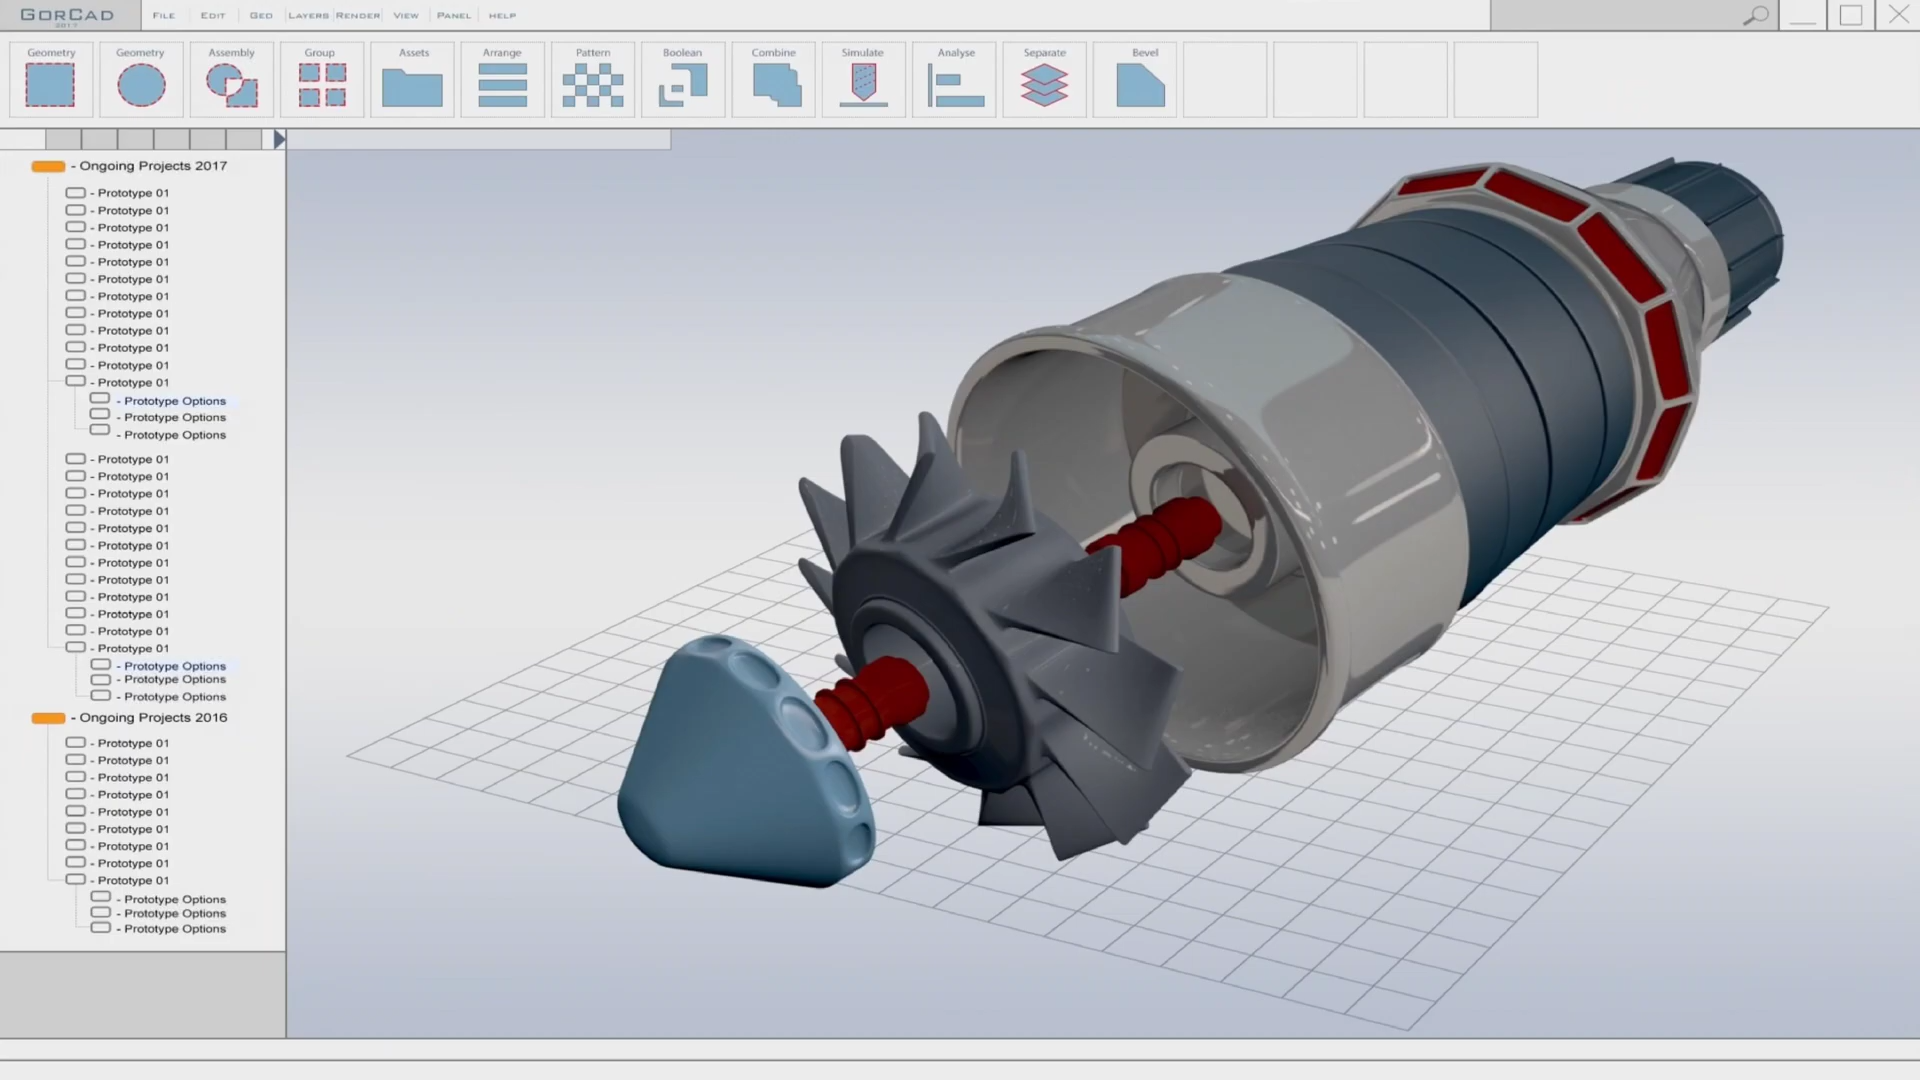 GorCad
2017
File Edit Geo Layers Render View Panel Help
Geometry Geometry Assembly Group Assets Arrange Pattern Boolean Combine Simulate Analyse Separate Bevel
- Ongoing Projects 2017
- Prototype 01
- Prototype 01
- Prototype 01
- Prototype 01
- Prototype 01
- Prototype 01
- Prototype 01
- Prototype 01
- Prototype 01
- Prototype 01
- Prototype 01
- Prototype 01
- Prototype Options
- Prototype Options
- Prototype Options
- Prototype 01
- Prototype 01
- Prototype 01
- Prototype 01
- Prototype 01
- Prototype 01
- Prototype 01
- Prototype 01
- Prototype 01
- Prototype 01
- Prototype 01
- Prototype 01
- Prototype Options
- Prototype Options
- Prototype Options
- Ongoing Projects 2016
- Prototype 01
- Prototype 01
- Prototype 01
- Prototype 01
- Prototype 01
- Prototype 01
- Prototype 01
- Prototype 01
- Prototype 01
- Prototype Options
- Prototype Options
- Prototype Options